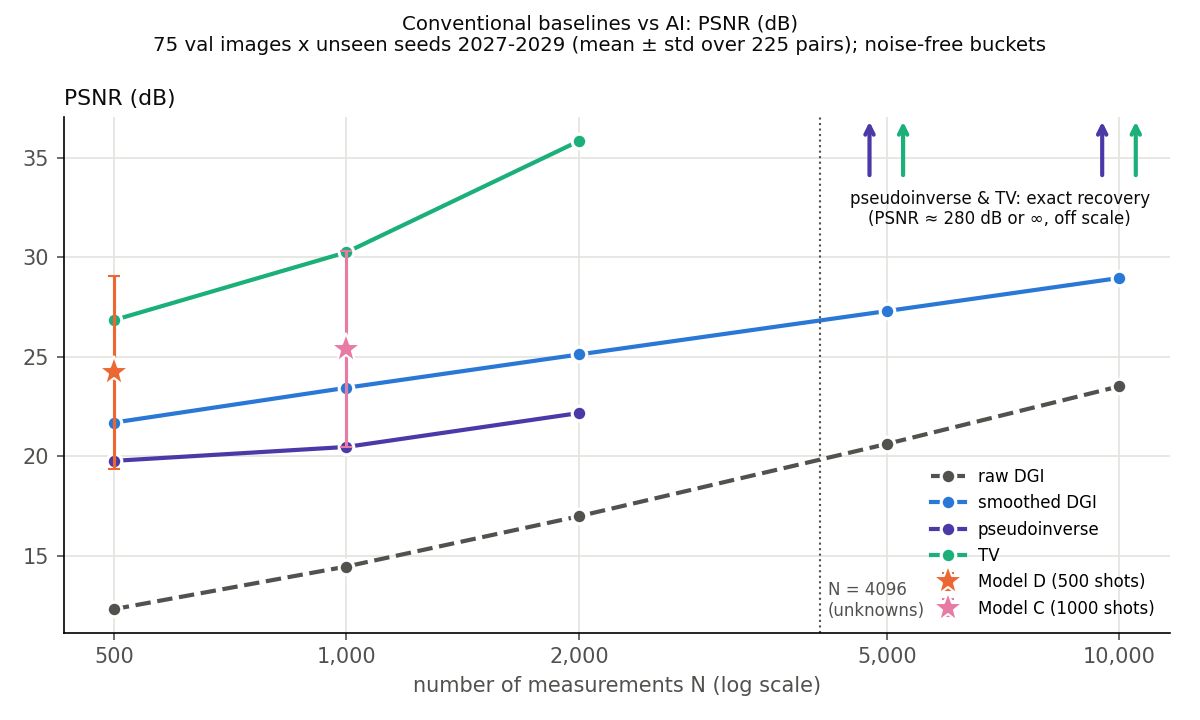 Conventional baselines vs AI: PSNR (dB)
75 val images x unseen seeds 2027-2029 (mean ± std over 225 pairs); noise-free buckets
PSNR (dB)
35
30
25
20
15
pseudoinverse & TV: exact recovery
(PSNR ≈ 280 dB or ∞, off scale)
raw DGI
smoothed DGI
pseudoinverse
TV
Model D (500 shots)
Model C (1000 shots)
N = 4096
(unknowns)
500
1,000
2,000
5,000
10,000
number of measurements N (log scale)